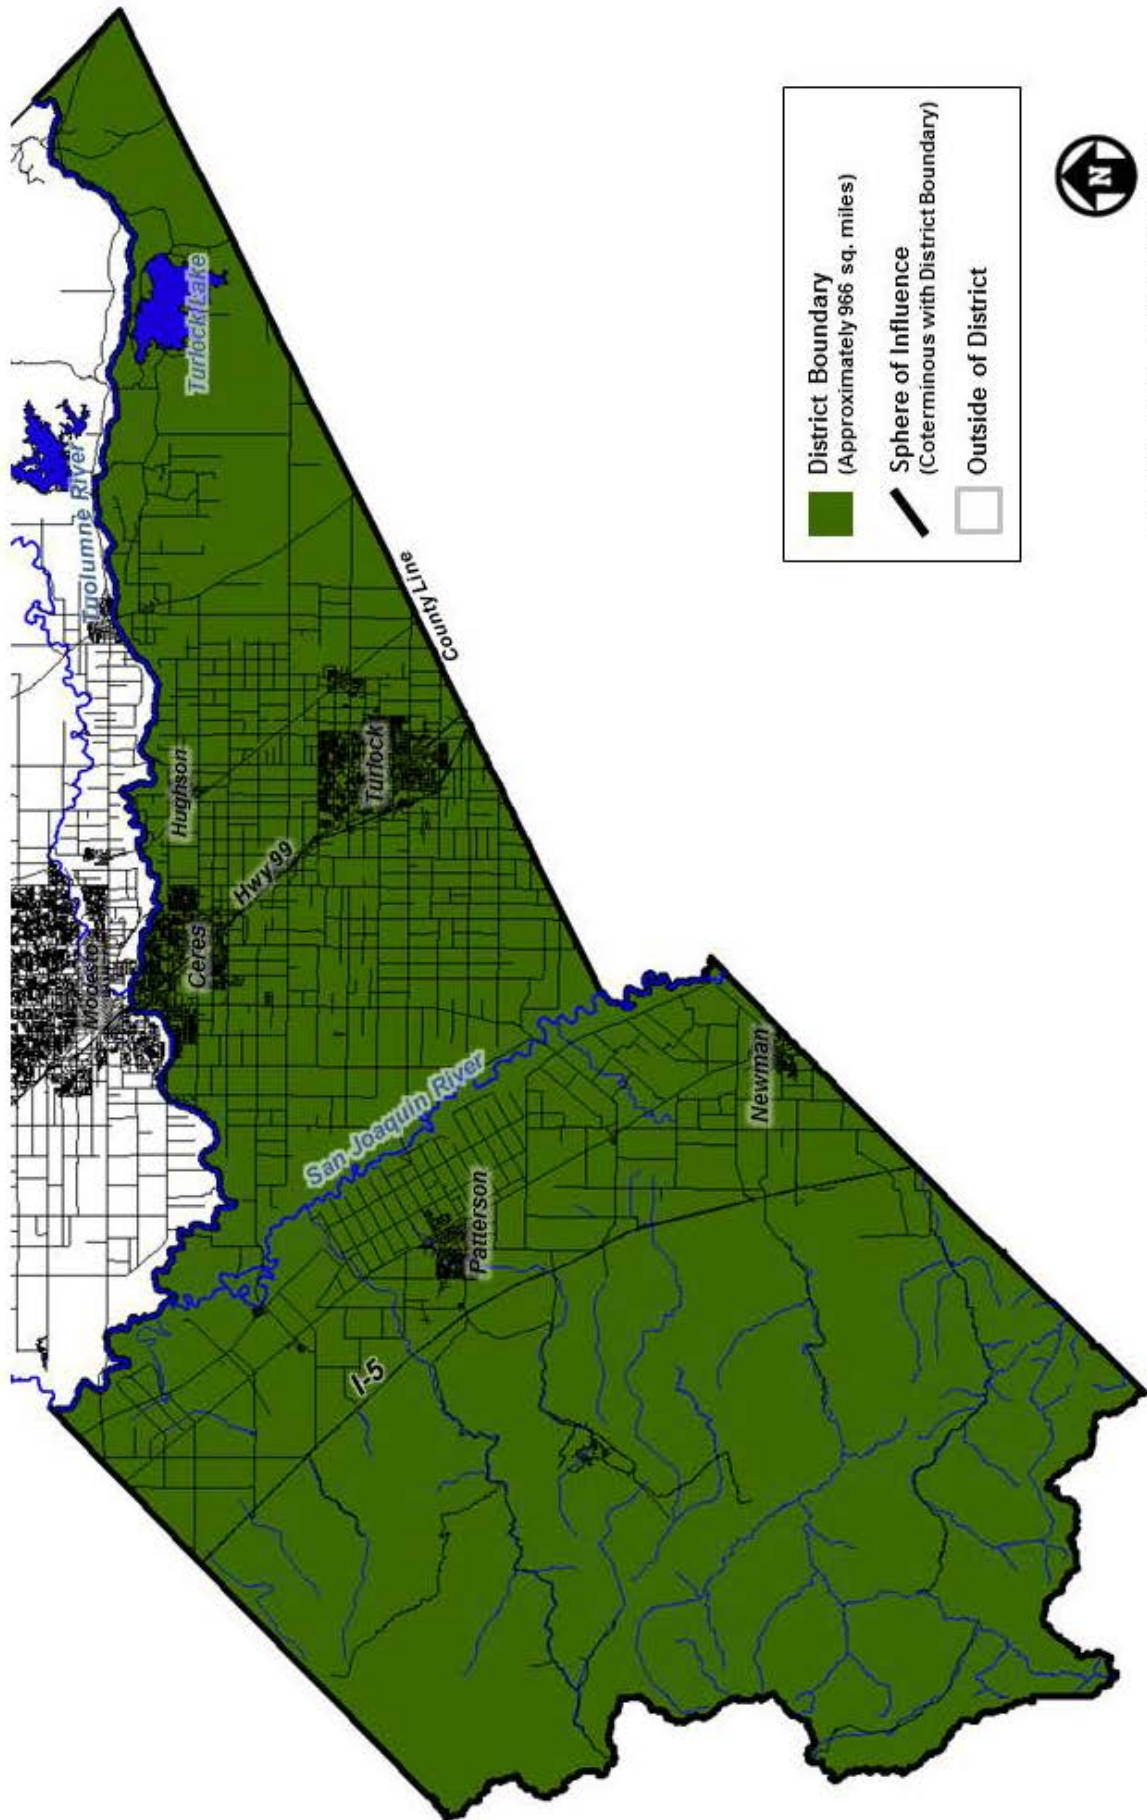 Tuolumne River
Turlock Lake
Modesto
Hughson
Ceres
Hwy 99
Turlock
County Line
San Joaquin River
Patterson
Newman
I-5
District Boundary
(Approximately 966 sq. miles)
Sphere of Influence
(Coterminous with District Boundary)
Outside of District
N